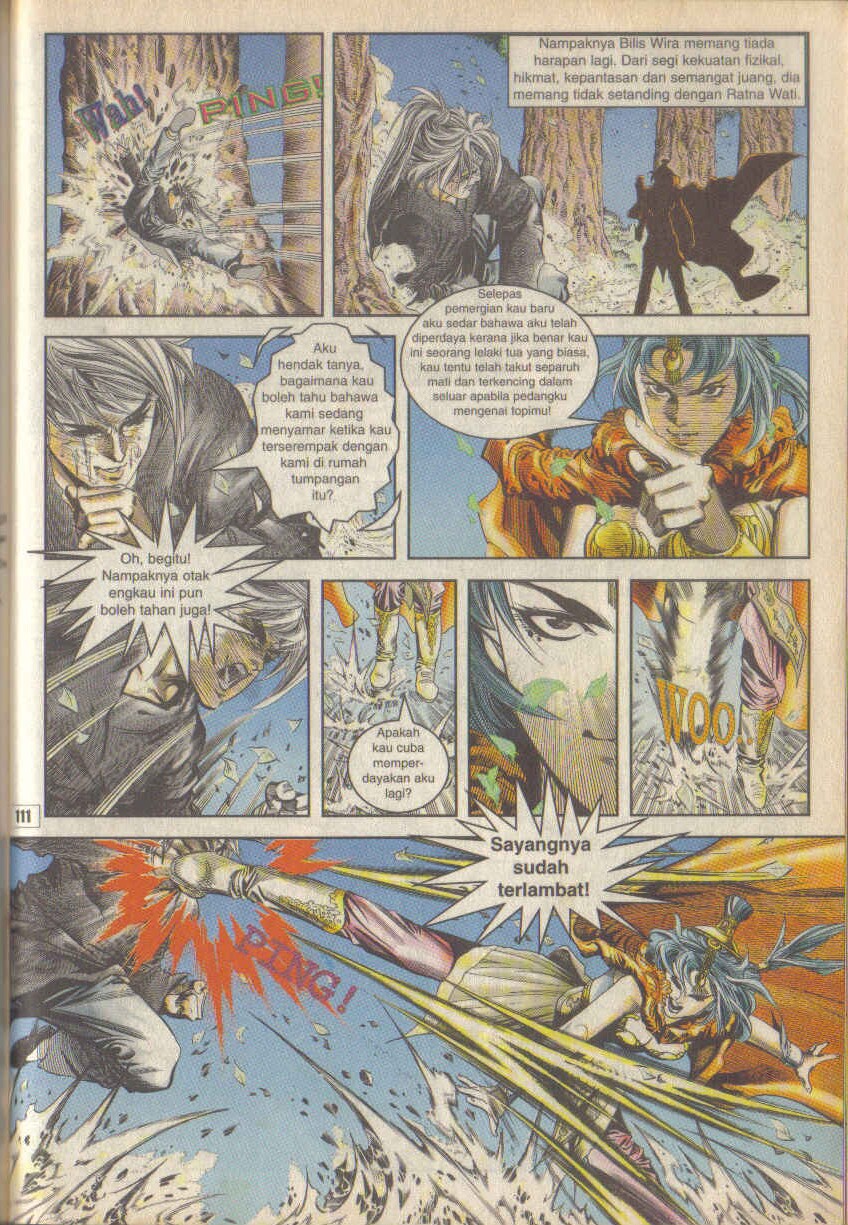 Wah!
PING!
Nampaknya Bilis Wira memang tiada
harapan lagi. Dari segi kekuatan fizikal,
hikmat, kepantasan dan semangat juang, dia
memang tidak setanding dengan Ratna Wati.
Aku
hendak tanya,
bagaimana kau
boleh tahu bahawa
kami sedang
menyamar ketika kau
terserempak dengan
kami di rumah
tumpangan
itu?
Selepas
pemergian kau baru
aku sedar bahawa aku telah
diperdaya kerana jika benar kau
ini seorang lelaki tua yang biasa,
kau tentu telah takut separuh
mati dan terkencing dalam
seluar apabila pedangku
mengenai topimu!
Oh, begitu!
Nampaknya otak
engkau ini pun
boleh tahan juga!
Apakah
kau cuba
memper-
dayakan aku
lagi?
WOO..
111
Sayangnya
sudah
terlambat!
PING!